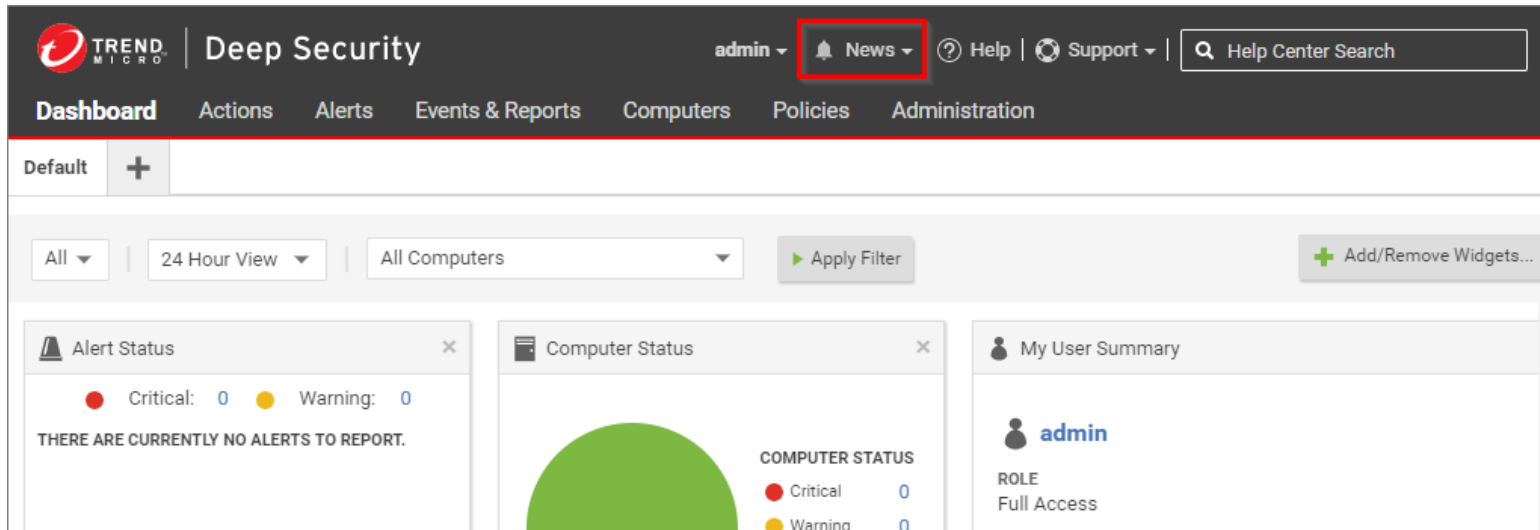 TREND MICRO Deep Security
admin News Help Support Help Center Search
Dashboard Actions Alerts Events & Reports Computers Policies Administration
Default
All 24 Hour View All Computers Apply Filter Add/Remove Widgets...
Alert Status
Critical: 0 Warning: 0
THERE ARE CURRENTLY NO ALERTS TO REPORT.
Computer Status
COMPUTER STATUS
Critical 0
Warning 0
My User Summary
admin
ROLE
Full Access